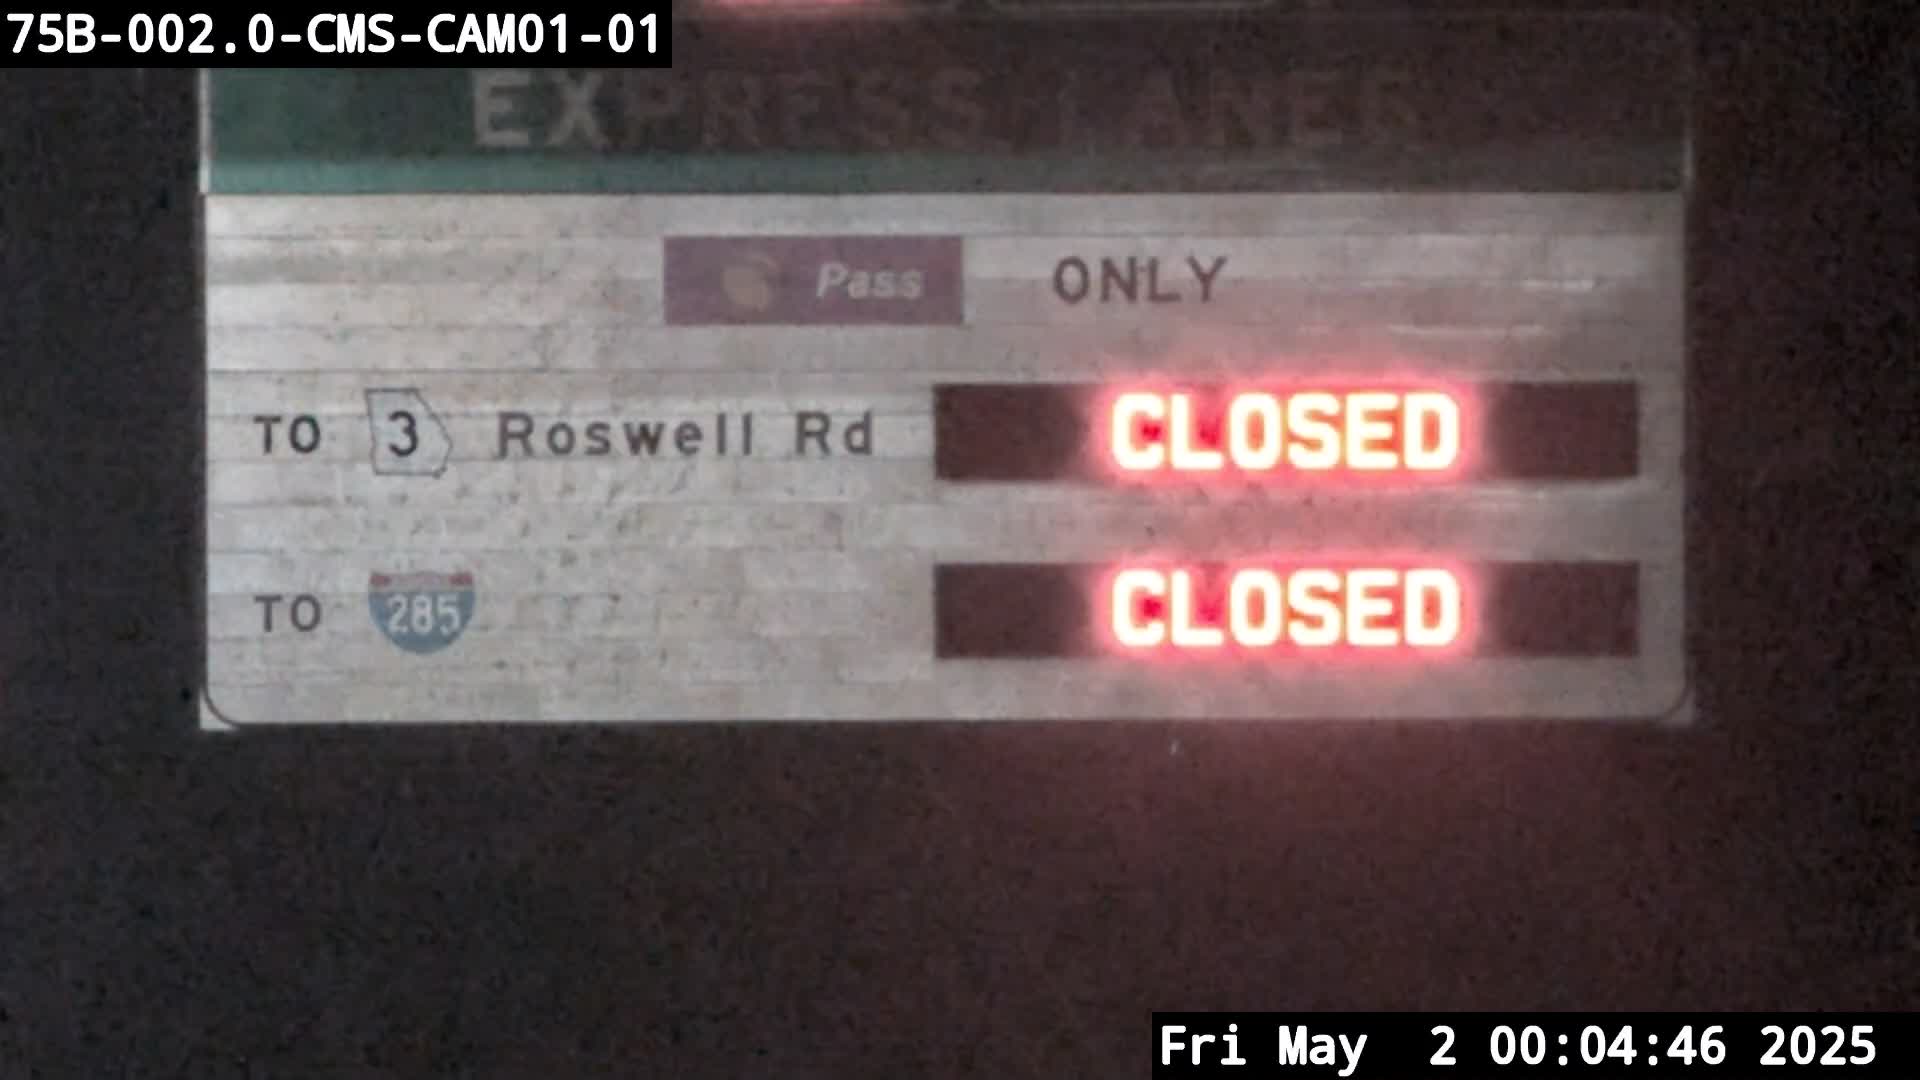 75B-002.0-CMS-CAM01-01
EXPRESS LANES
Pass ONLY
TO 3 Roswell Rd CLOSED
TO 285 CLOSED
Fri May 2 00:04:46 2025